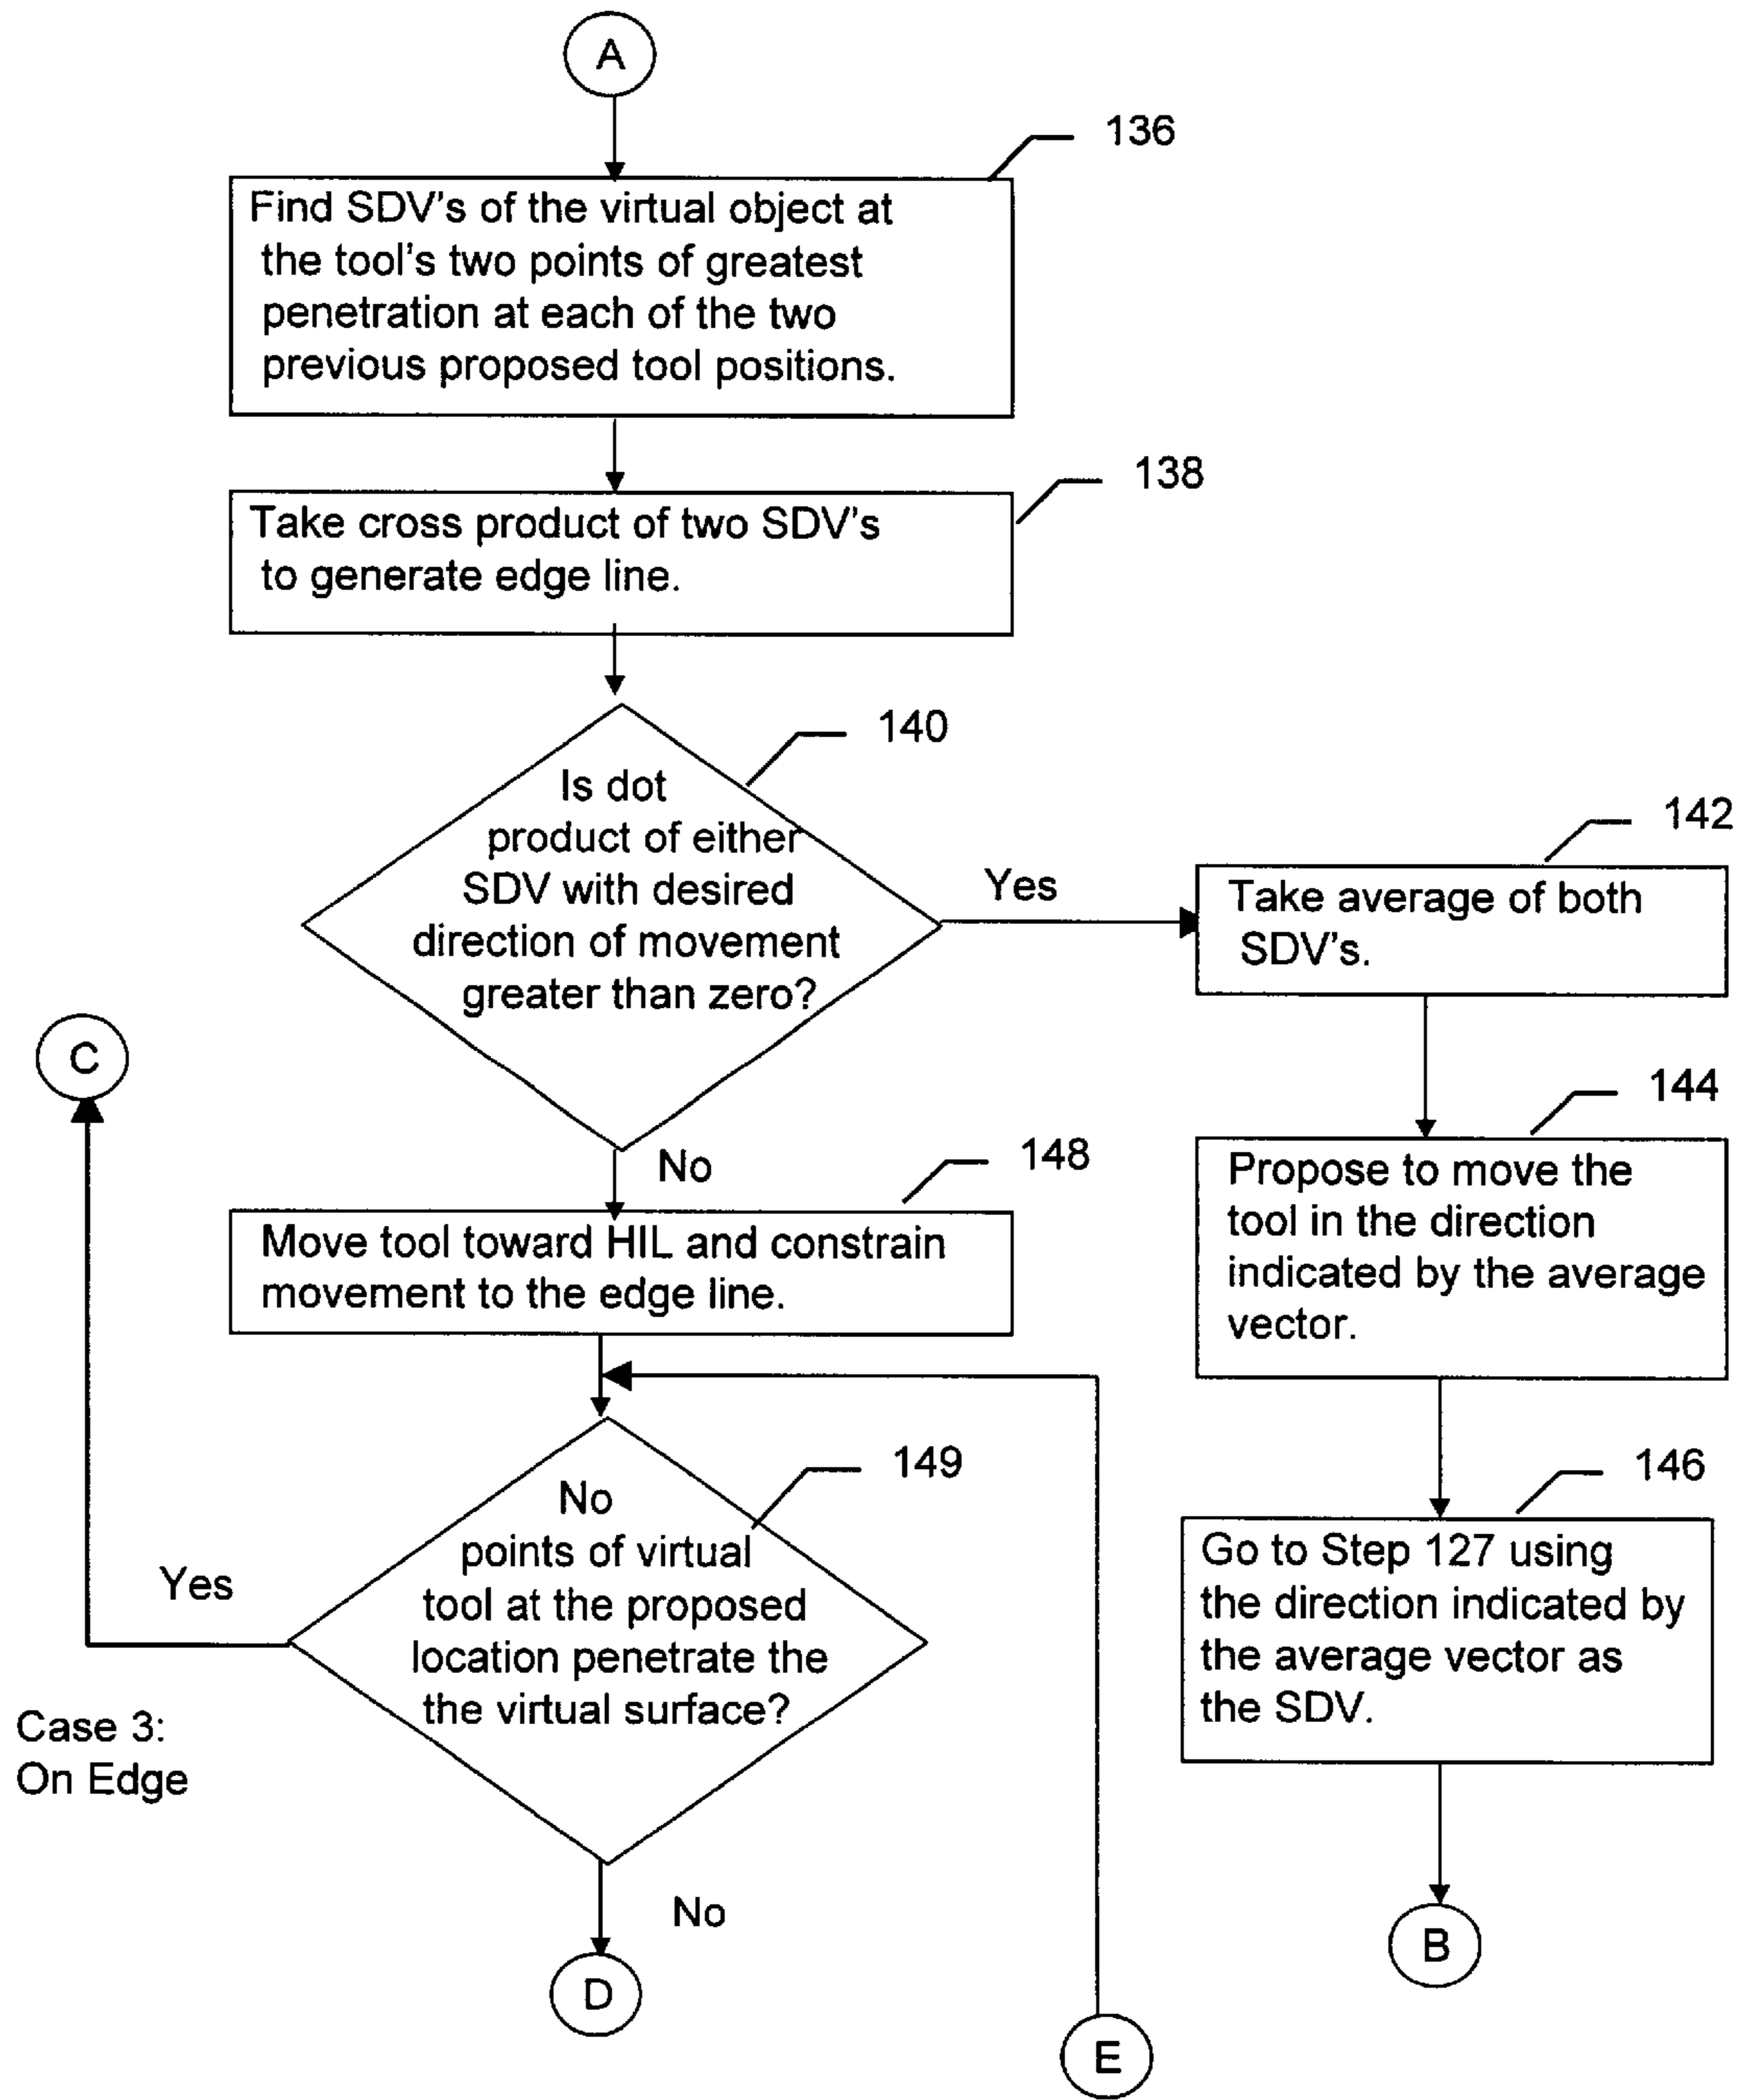 A
136
Find SDV's of the virtual object at
the tool's two points of greatest
penetration at each of the two
previous proposed tool positions.
138
Take cross product of two SDV's
to generate edge line.
140
Is dot
product of either
SDV with desired
direction of movement
greater than zero?
Yes
142
Take average of both
SDV's.
C
144
Propose to move the
tool in the direction
indicated by the average
vector.
No
148
Move tool toward HIL and constrain
movement to the edge line.
149
No
points of virtual
tool at the proposed
location penetrate the
the virtual surface?
Yes
Case 3:
On Edge
146
Go to Step 127 using
the direction indicated by
the average vector as
the SDV.
No
D
B
E